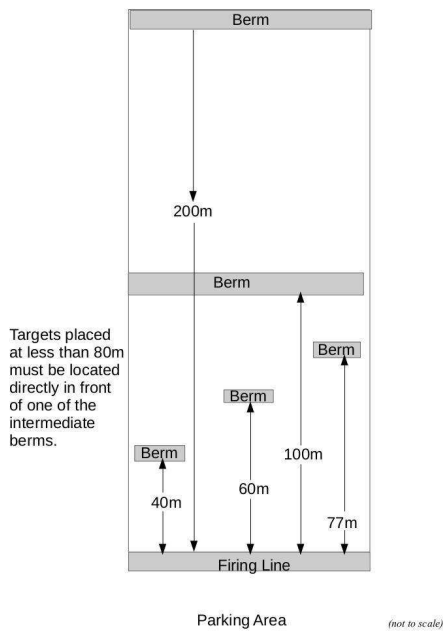 Berm
200m
Berm
Targets placed
at less than 80m
must be located
directly in front
of one of the
intermediate
berms.
Berm
Berm
Berm
100m
60m
40m
77m
Firing Line
Parking Area
(not to scale)